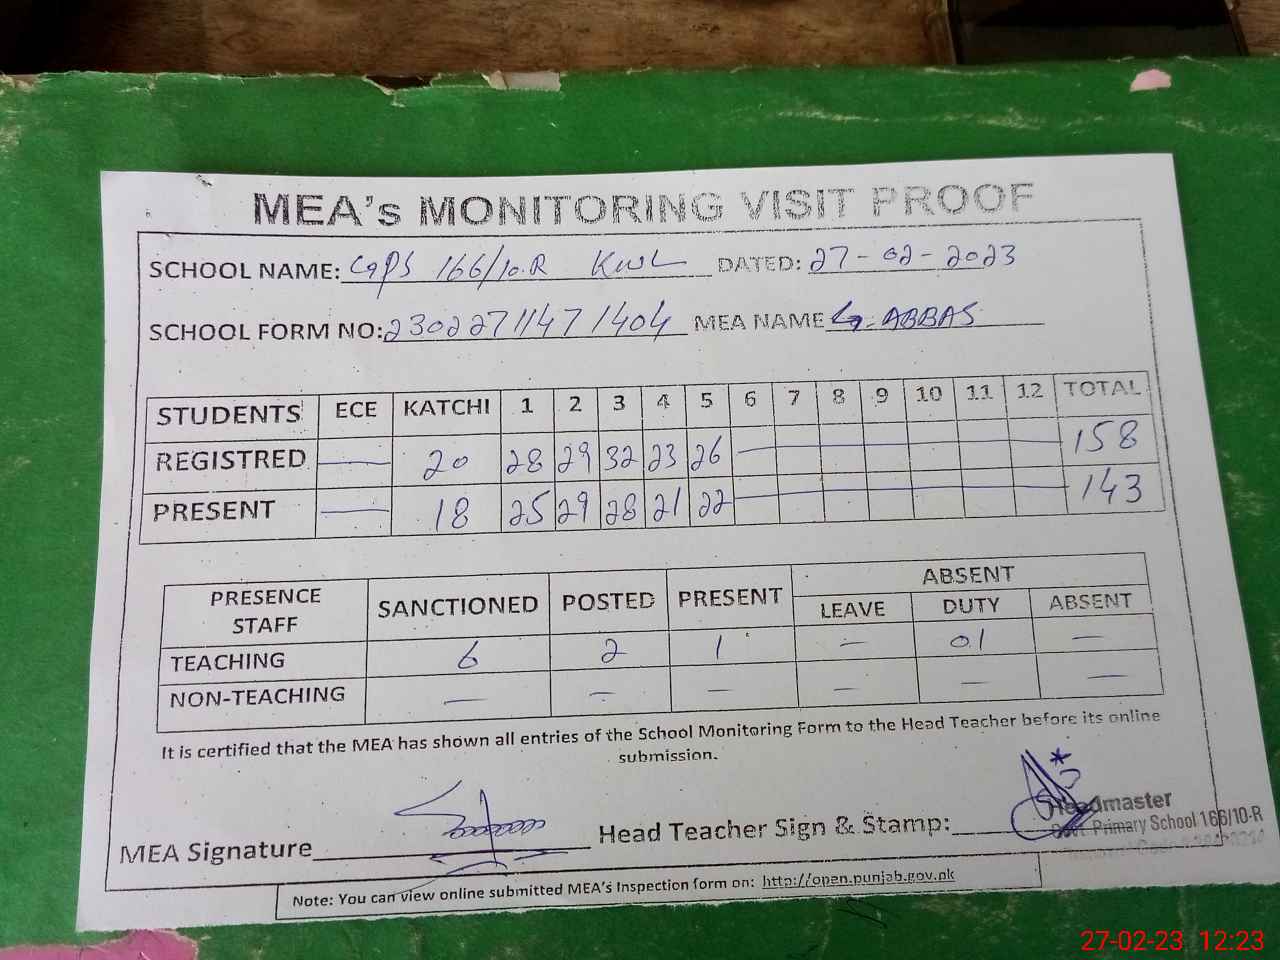 MEA's MONITORING VISIT PROOF
SCHOOL NAME: GPS 166/10.R KWL DATED: 27-02-2023
SCHOOL FORM NO: 23022711471404 MEA NAME G. ABBAS
STUDENTS ECE KATCHI 1 2 3 4 5 6 7 8 9 10 11 12 TOTAL
REGISTRED — 20 28 29 32 23 26 — 158
PRESENT — 18 25 29 28 21 22 — 143
PRESENCE STAFF SANCTIONED POSTED PRESENT ABSENT
LEAVE DUTY ABSENT
TEACHING 6 2 1 — 01 —
NON-TEACHING — — — — — —
It is certified that the MEA has shown all entries of the School Monitoring Form to the Head Teacher before its online
submission.
MEA Signature Head Teacher Sign & Stamp:
Headmaster
Govt. Primary School 166/10-R
Note: You can view online submitted MEA's Inspection form on: http://open.punjab.gov.pk
27-02-23 12:23